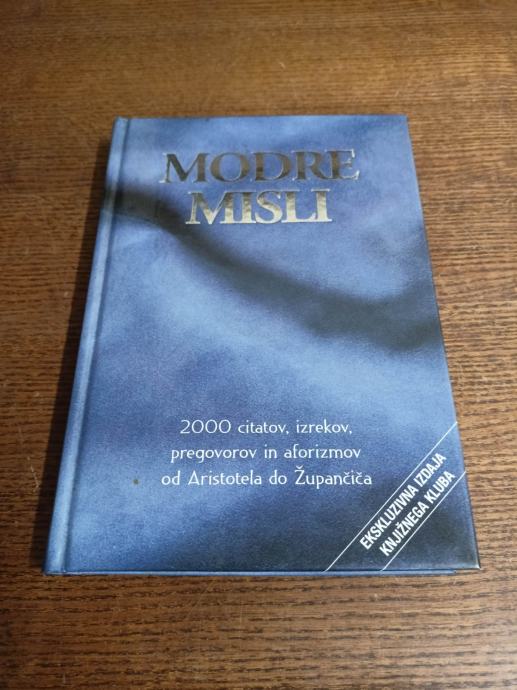 MODRE
MISLI
2000 citatov, izrekov,
pregovorov in aforizmov
od Aristotela do Župančiča
EKSKLUZIVNA IZDAJA
KNJIŽNEGA KLUBA